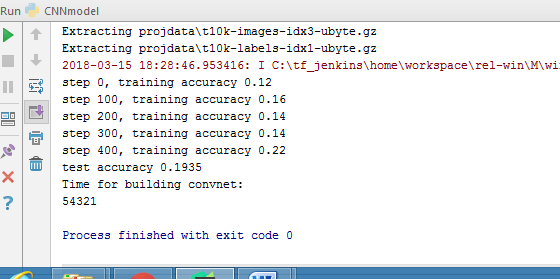 Run CNNmodel
Extracting projdata\t10k-images-idx3-ubyte.gz
Extracting projdata\t10k-labels-idx1-ubyte.gz
2018-03-15 18:28:46.953416: I C:\tf_jenkins\home\workspace\rel-win\M\win
step 0, training accuracy 0.12
step 100, training accuracy 0.16
step 200, training accuracy 0.14
step 300, training accuracy 0.14
step 400, training accuracy 0.22
test accuracy 0.1935
Time for building convnet:
54321
Process finished with exit code 0